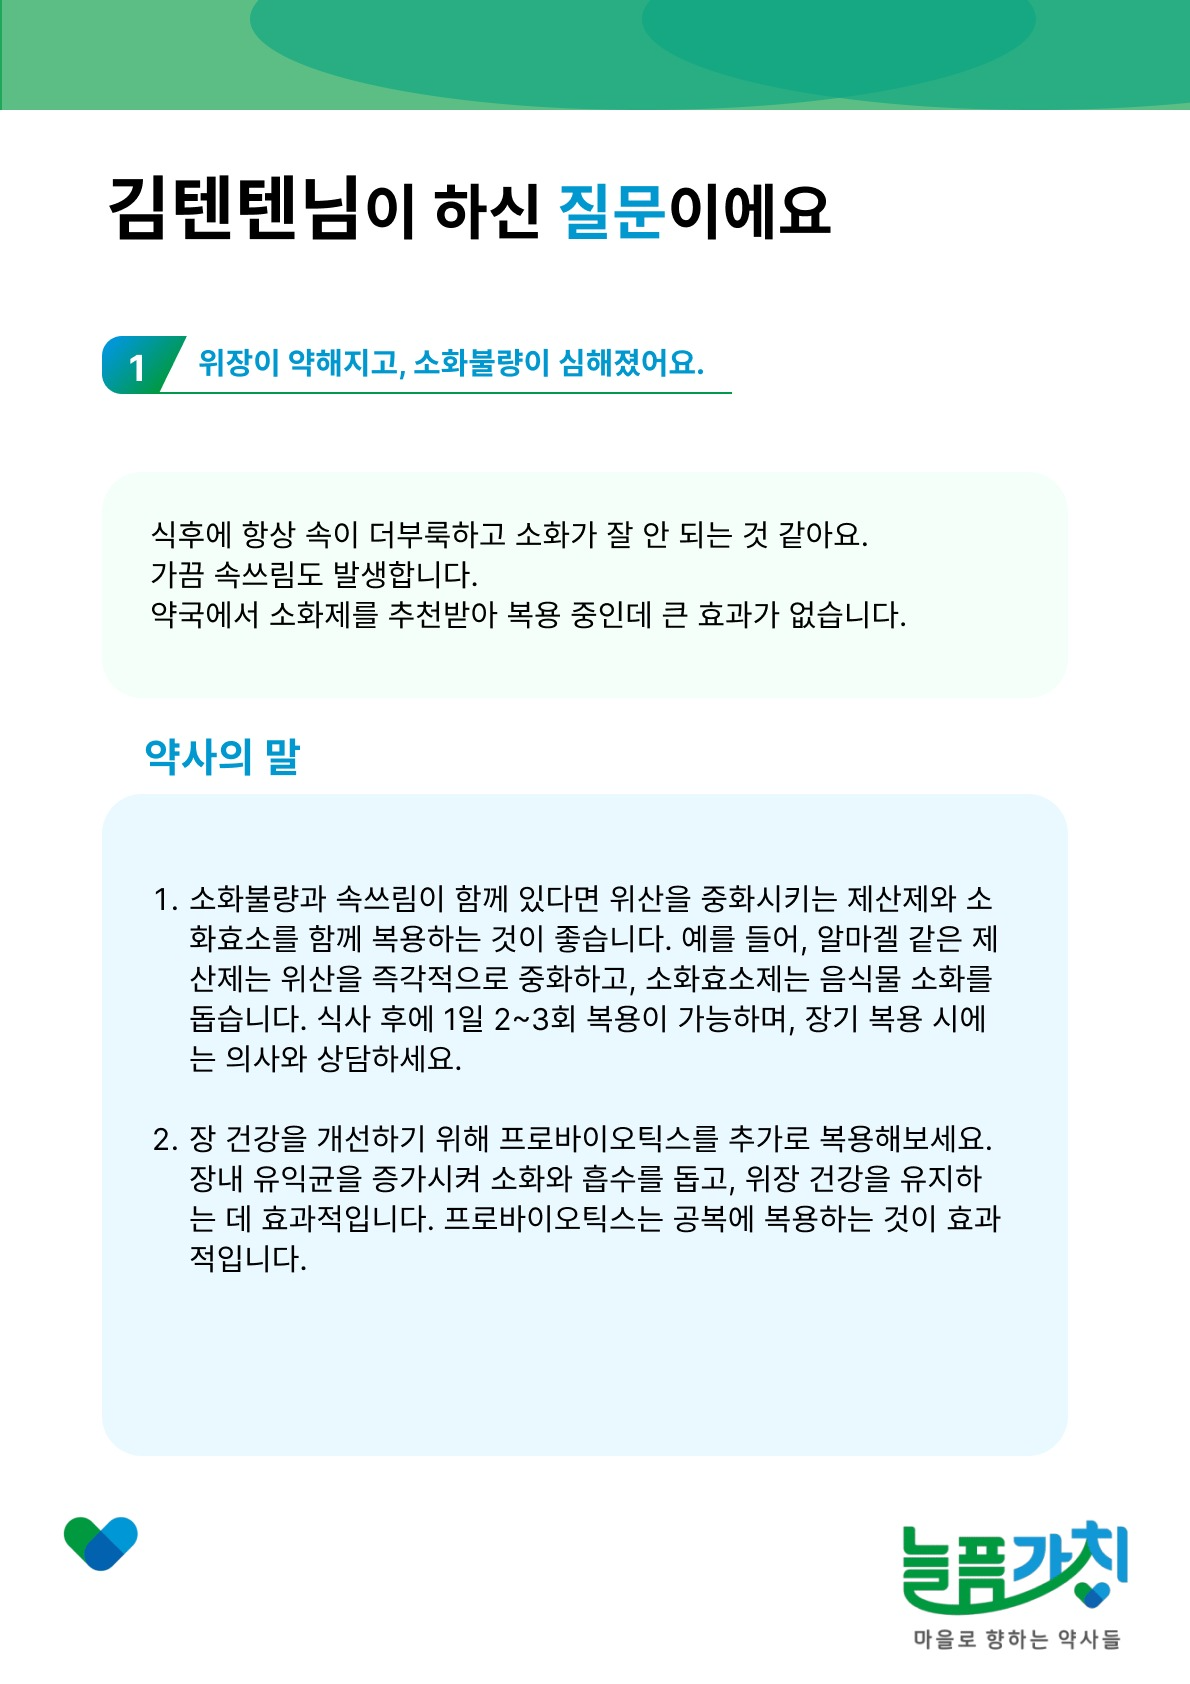 김텐텐님이 하신 질문이에요
1 위장이 약해지고, 소화불량이 심해졌어요.
식후에 항상 속이 더부룩하고 소화가 잘 안 되는 것 같아요.
가끔 속쓰림도 발생합니다.
약국에서 소화제를 추천받아 복용 중인데 큰 효과가 없습니다.
약사의 말
1. 소화불량과 속쓰림이 함께 있다면 위산을 중화시키는 제산제와 소
화효소를 함께 복용하는 것이 좋습니다. 예를 들어, 알마겔 같은 제
산제는 위산을 즉각적으로 중화하고, 소화효소제는 음식물 소화를
돕습니다. 식사 후에 1일 2~3회 복용이 가능하며, 장기 복용 시에
는 의사와 상담하세요.
2. 장 건강을 개선하기 위해 프로바이오틱스를 추가로 복용해보세요.
장내 유익균을 증가시켜 소화와 흡수를 돕고, 위장 건강을 유지하
는 데 효과적입니다. 프로바이오틱스는 공복에 복용하는 것이 효과
적입니다.
늘픔가치
마을로 향하는 약사들